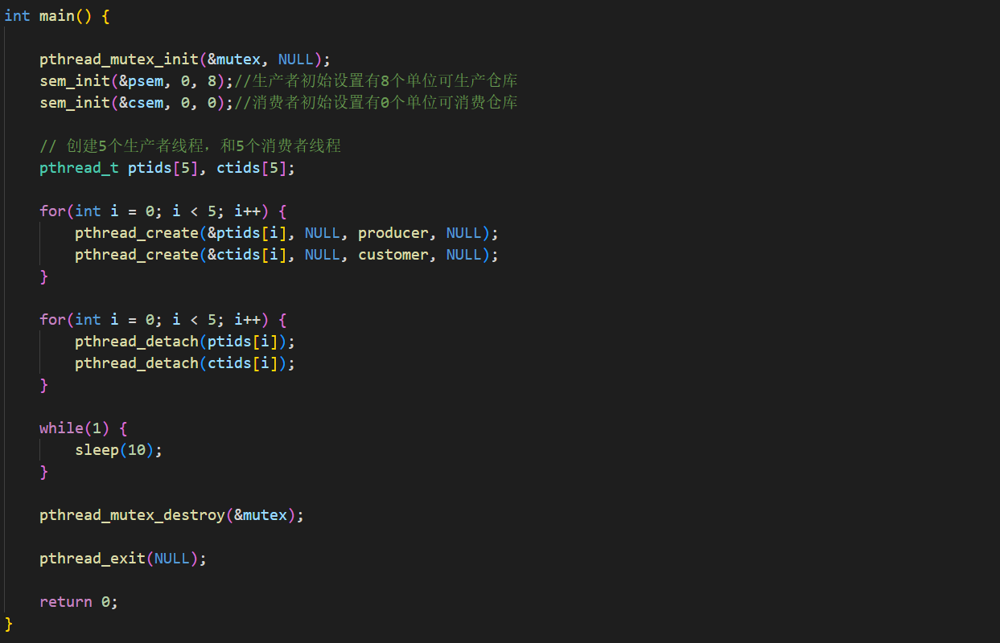 int main() {
pthread_mutex_init(&mutex, NULL);
sem_init(&psem, 0, 8);//生产者初始设置有8个单位可生产仓库
sem_init(&csem, 0, 0);//消费者初始设置有0个单位可消费仓库
// 创建5个生产者线程，和5个消费者线程
pthread_t ptids[5], ctids[5];
for(int i = 0; i < 5; i++) {
pthread_create(&ptids[i], NULL, producer, NULL);
pthread_create(&ctids[i], NULL, customer, NULL);
}
for(int i = 0; i < 5; i++) {
pthread_detach(ptids[i]);
pthread_detach(ctids[i]);
}
while(1) {
sleep(10);
}
pthread_mutex_destroy(&mutex);
pthread_exit(NULL);
return 0;
}